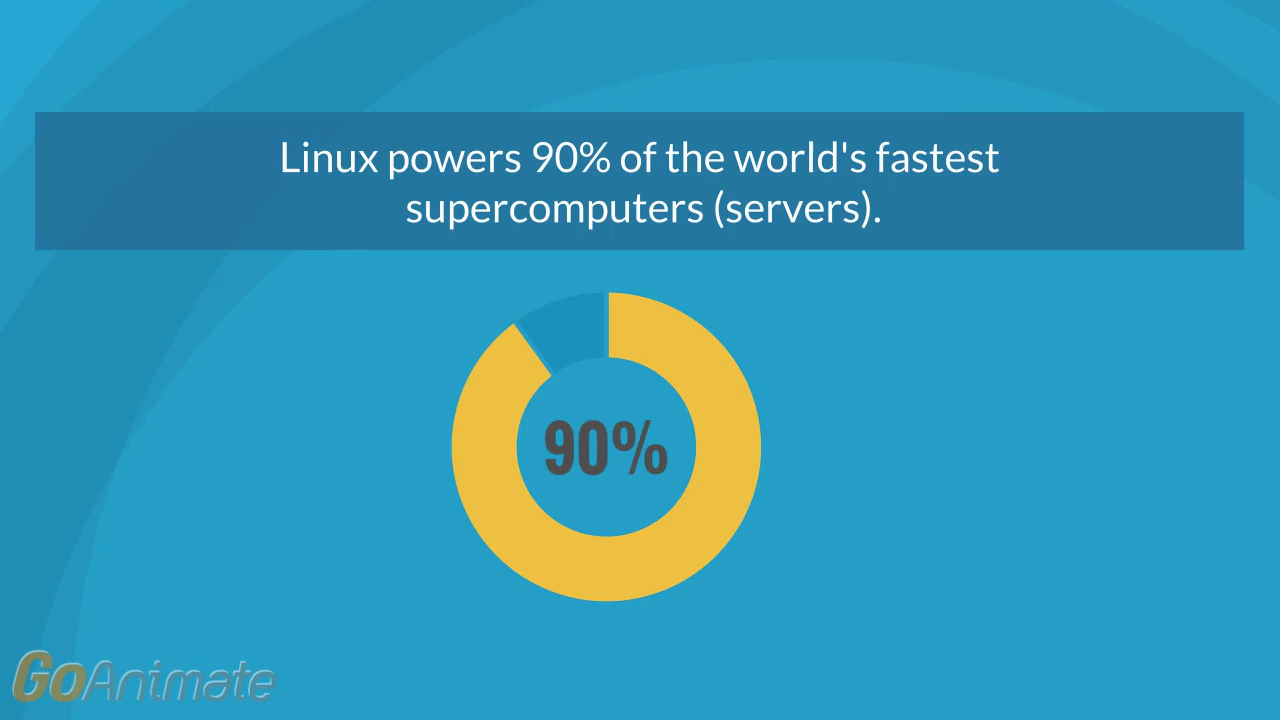 Linux powers 90% of the world's fastest
supercomputers (servers).
90%
GoAnimate